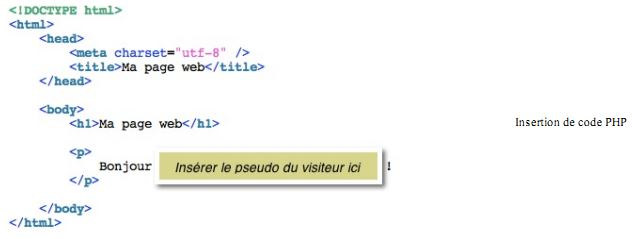 <!DOCTYPE html>
<html>
<head>
<meta charset="utf-8" />
<title>Ma page web</title>
</head>
<body>
<h1>Ma page web</h1>
Insertion de code PHP
<p>
Bonjour Insérer le pseudo du visiteur ici !
</p>
</body>
</html>